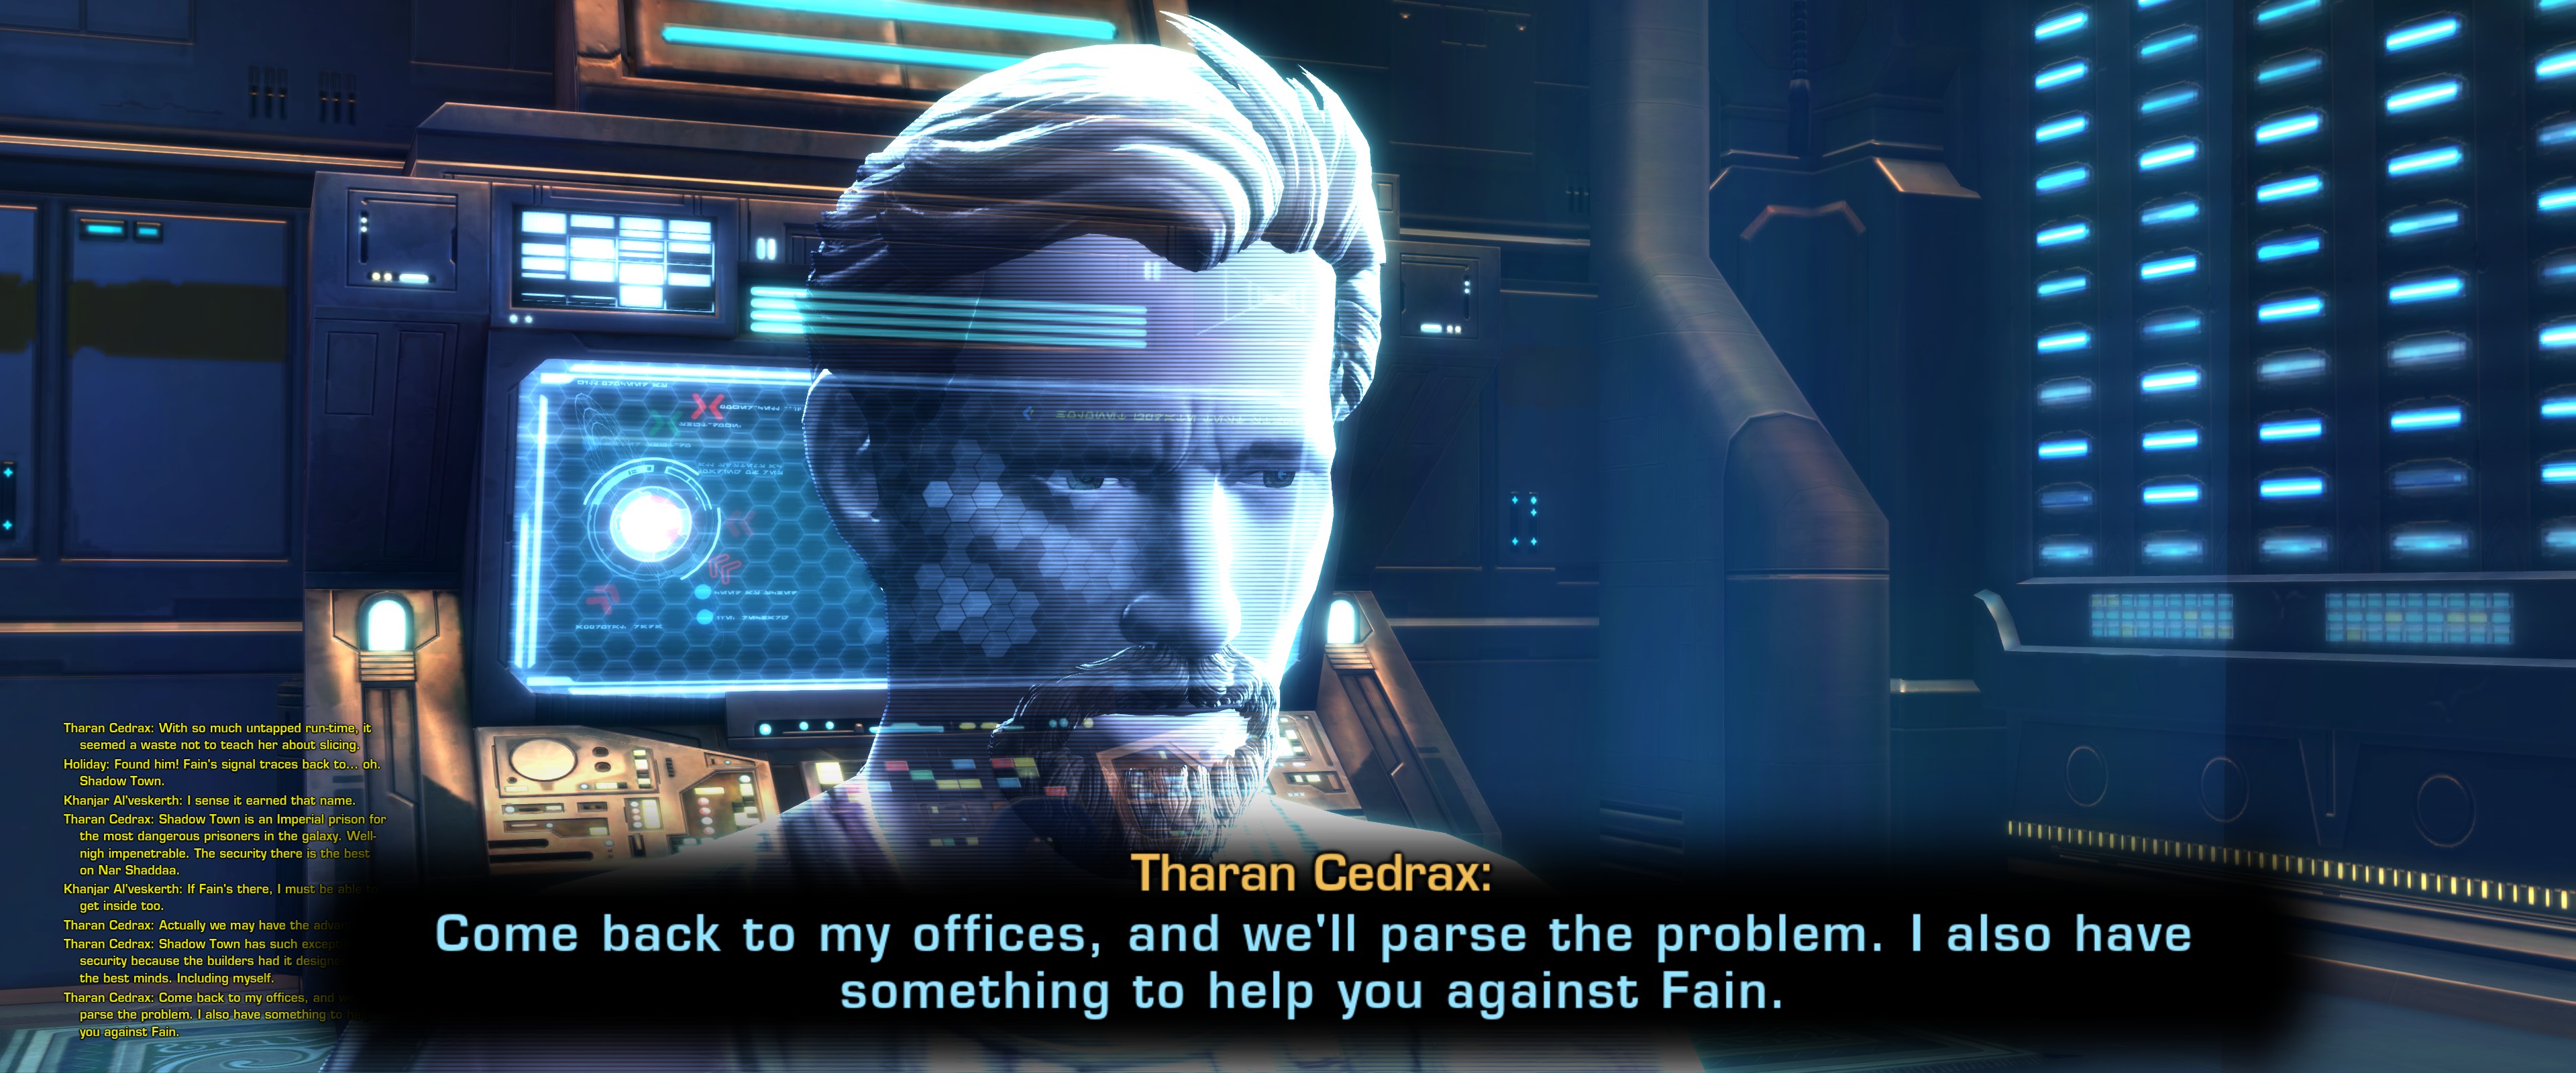 Tharan Cedrax: With so much untapped run-time, it
seemed a waste not to teach her about slicing.
Holiday: Found him! Fain's signal traces back to... oh.
Shadow Town.
Khanjar Al'veskerth: I sense it earned that name.
Tharan Cedrax: Shadow Town is an Imperial prison for
the most dangerous prisoners in the galaxy. Well-
nigh impenetrable. The security there is the best
on Nar Shaddaa.
Khanjar Al'veskerth: If Fain's there, I must be able to
get inside too.
Tharan Cedrax: Actually we may have the
Tharan Cedrax: Shadow Town has such
security because the builders had it
the best minds. Including myself.
Tharan Cedrax: Come back to my offices, and
parse the problem. I also have something to
you against Fain.
Tharan Cedrax:
Come back to my offices, and we'll parse the problem. I also have
something to help you against Fain.